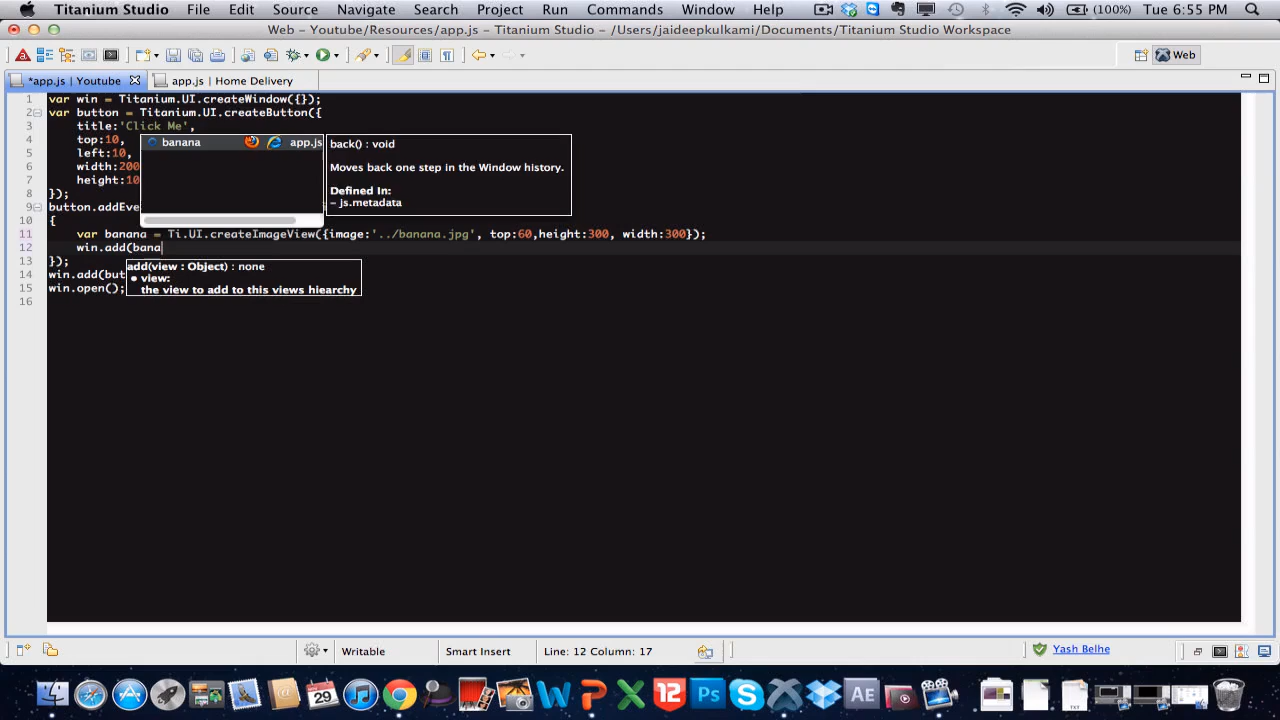 Titanium Studio File Edit Source Navigate Search Project Run Commands Window Help (100%) Tue 6:55 PM
Web – Youtube/Resources/app.js – Titanium Studio – /Users/jaideepkulkami/Documents/Titanium Studio Workspace
Web
*app.js | Youtube app.js | Home Delivery
1 var win = Titanium.UI.createWindow({});
2 var button = Titanium.UI.createButton({
3 title:'Click Me',
4 top:10,
5 left:10,
6 width:200
7 height:10
8 });
9 button.addEve
10 {
11 var banana = Ti.UI.createImageView({image:'../banana.jpg', top:60,height:300, width:300});
12 win.add(bana
13 });
14 win.add(but
15 win.open();
16
banana app.js
back() : void
Moves back one step in the Window history.
Defined In:
– js.metadata
add(view : Object) : none
• view:
the view to add to this views hiearchy
Writable Smart Insert Line: 12 Column: 17 Yash Belhe
29 12 Ps AE